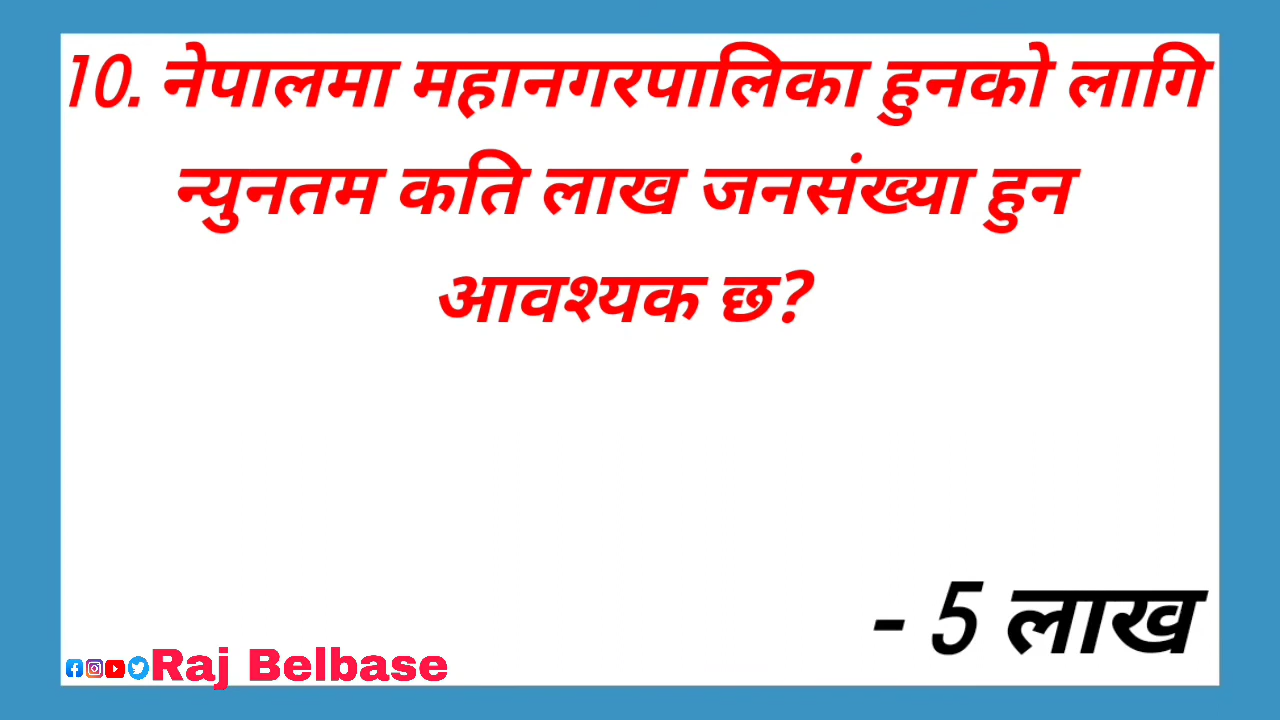 10. नेपालमा महानगरपालिका हुनको लागि
न्युनतम कति लाख जनसंख्या हुन
आवश्यक छ?
- 5 लाख
Raj Belbase